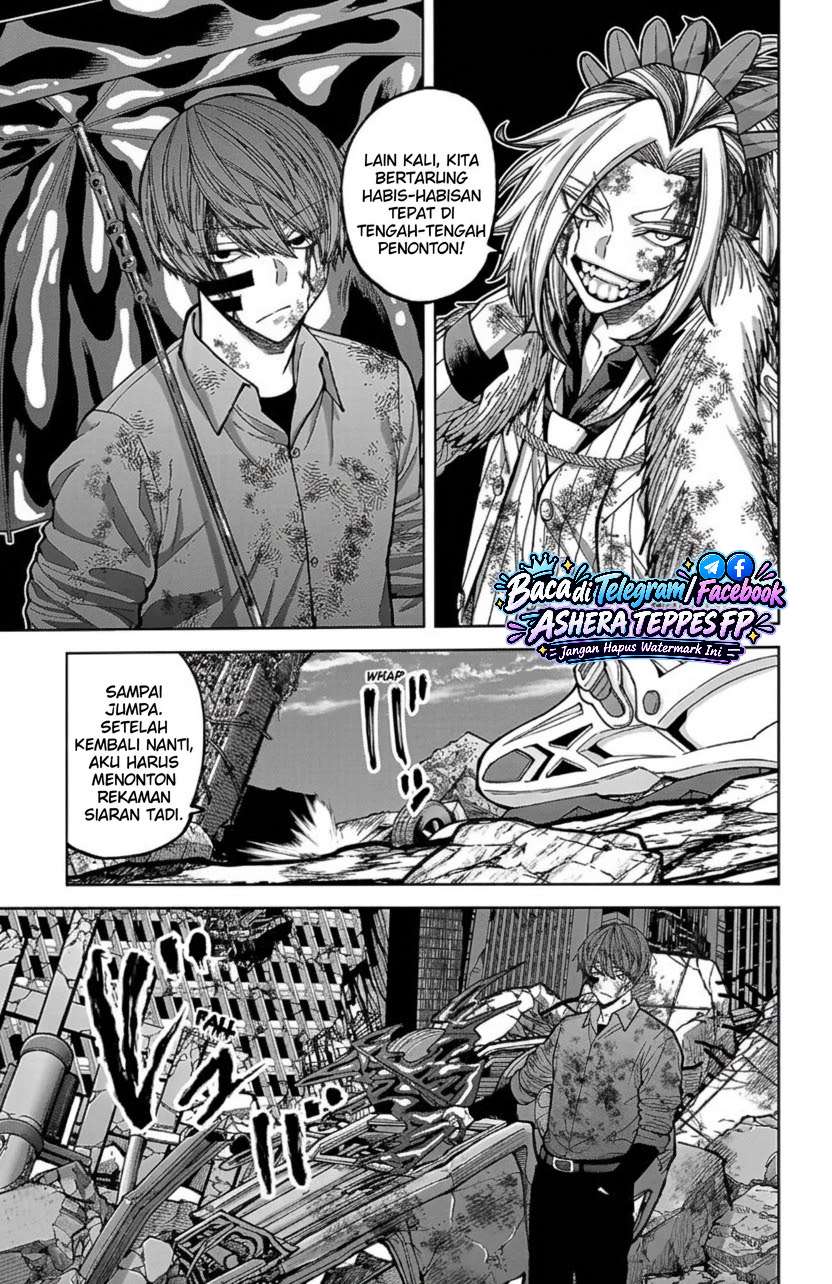 LAIN KALI, KITA
BERTARUNG
HABIS-HABISAN
TEPAT DI
TENGAH-TENGAH
PENONTON!
Baca di Telegram/Facebook
ASHERA TEPPES FP
Jangan Hapus Watermark Ini
WHAP
SAMPAI
JUMPA.
SETELAH
KEMBALI NANTI,
AKU HARUS
MENONTON
REKAMAN
SIARAN TADI.
FALL